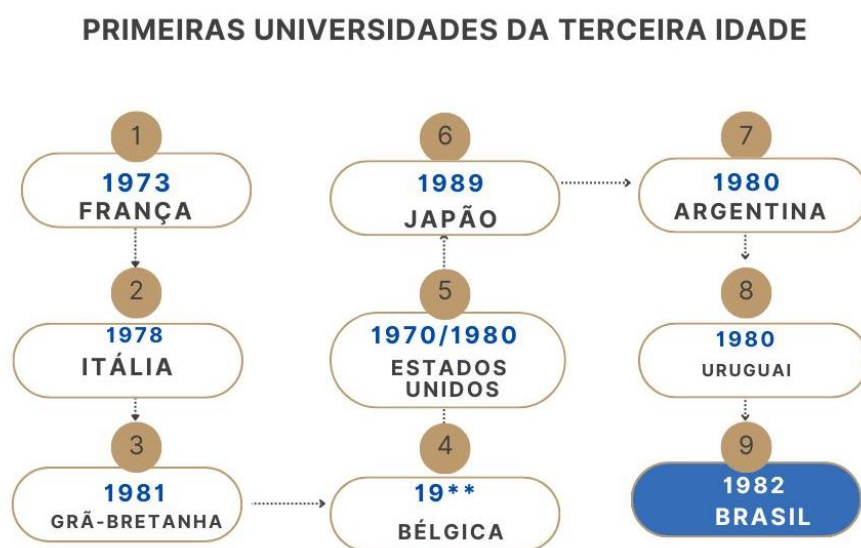 PRIMEIRAS UNIVERSIDADES DA TERCEIRA IDADE
1
1973
FRANÇA
2
1978
ITÁLIA
3
1981
GRÃ-BRETANHA
4
19**
BÉLGICA
5
1970/1980
ESTADOS
UNIDOS
6
1989
JAPÃO
7
1980
ARGENTINA
8
1980
URUGUAI
9
1982
BRASIL